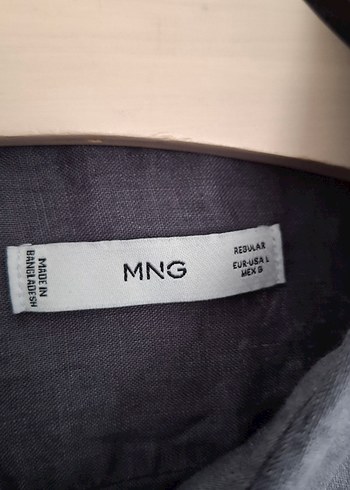 MADE IN
BANGLADESH
MNG
REGULAR
EUR-USA L
MEX G